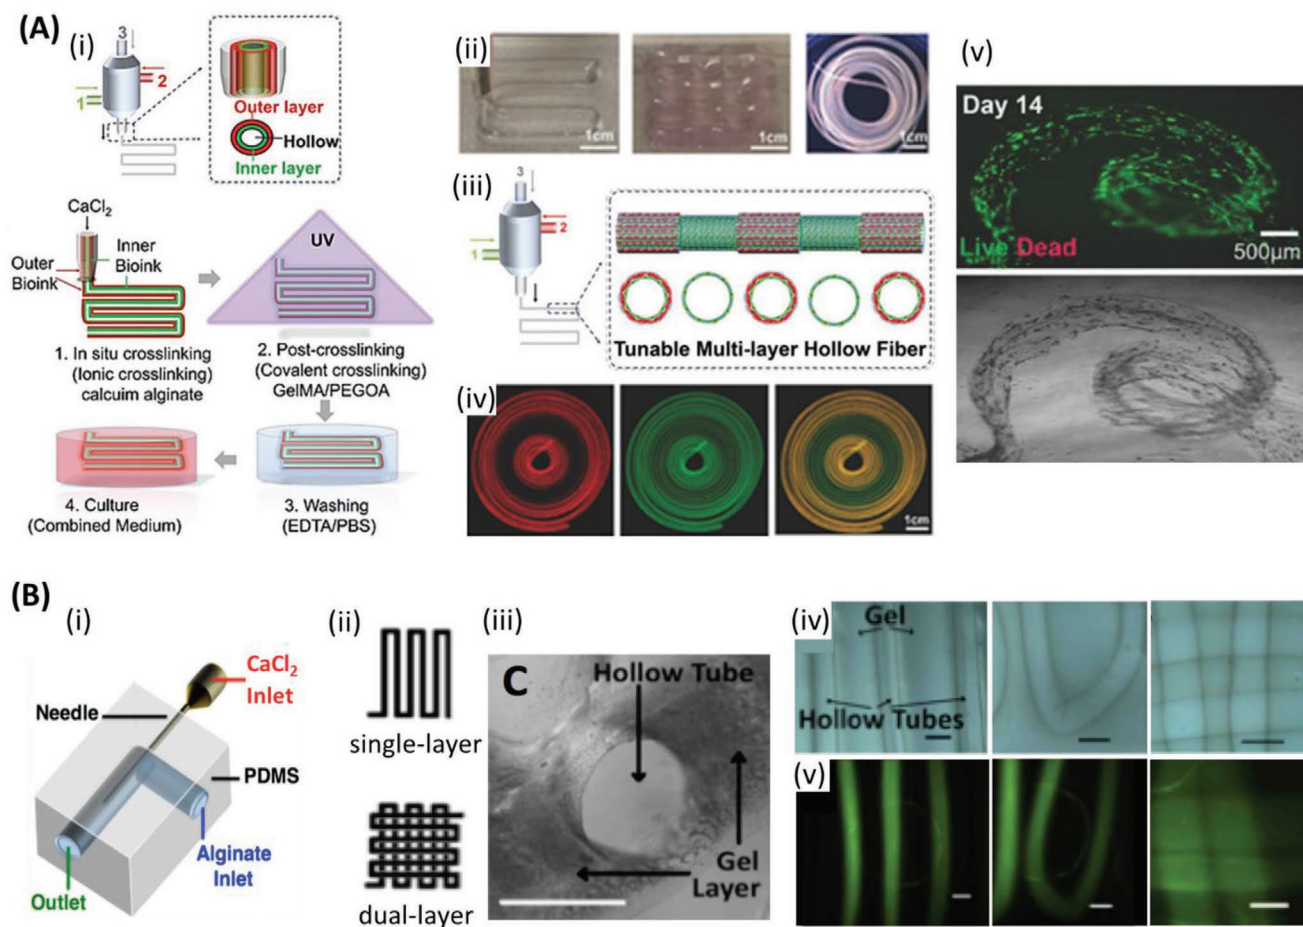 (A)
(i)
3
2
1
Outer layer
Hollow
Inner layer
CaCl2
Inner
Bioink
Outer
Bioink
UV
1. In situ crosslinking
(Ionic crosslinking)
calcuim alginate
2. Post-crosslinking
(Covalent crosslinking)
GelMA/PEGOA
4. Culture
(Combined Medium)
3. Washing
(EDTA/PBS)
(ii)
1cm
1cm
1cm
(iii)
3
2
1
Tunable Multi-layer Hollow Fiber
(iv)
1cm
(v)
Day 14
Live Dead
500μm
(B)
(i)
CaCl2
Inlet
Needle
PDMS
Alginate
Inlet
Outlet
(ii)
single-layer
dual-layer
(iii)
C
Hollow Tube
Gel
Layer
(iv)
Gel
Hollow Tubes
(v)